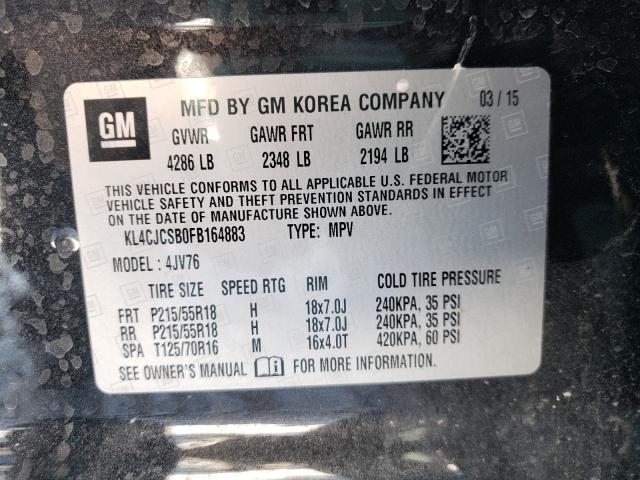 GM
MFD BY GM KOREA COMPANY 03 / 15
GVWR GAWR FRT GAWR RR
4286 LB 2348 LB 2194 LB
THIS VEHICLE CONFORMS TO ALL APPLICABLE U.S. FEDERAL MOTOR
VEHICLE SAFETY AND THEFT PREVENTION STANDARDS IN EFFECT
ON THE DATE OF MANUFACTURE SHOWN ABOVE.
KL4CJCSB0FB164883 TYPE: MPV
MODEL : 4JV76
TIRE SIZE SPEED RTG RIM COLD TIRE PRESSURE
FRT P215/55R18 H 18x7.0J 240KPA, 35 PSI
RR P215/55R18 H 18x7.0J 240KPA, 35 PSI
SPA T125/70R16 M 16x4.0T 420KPA, 60 PSI
SEE OWNER'S MANUAL FOR MORE INFORMATION.